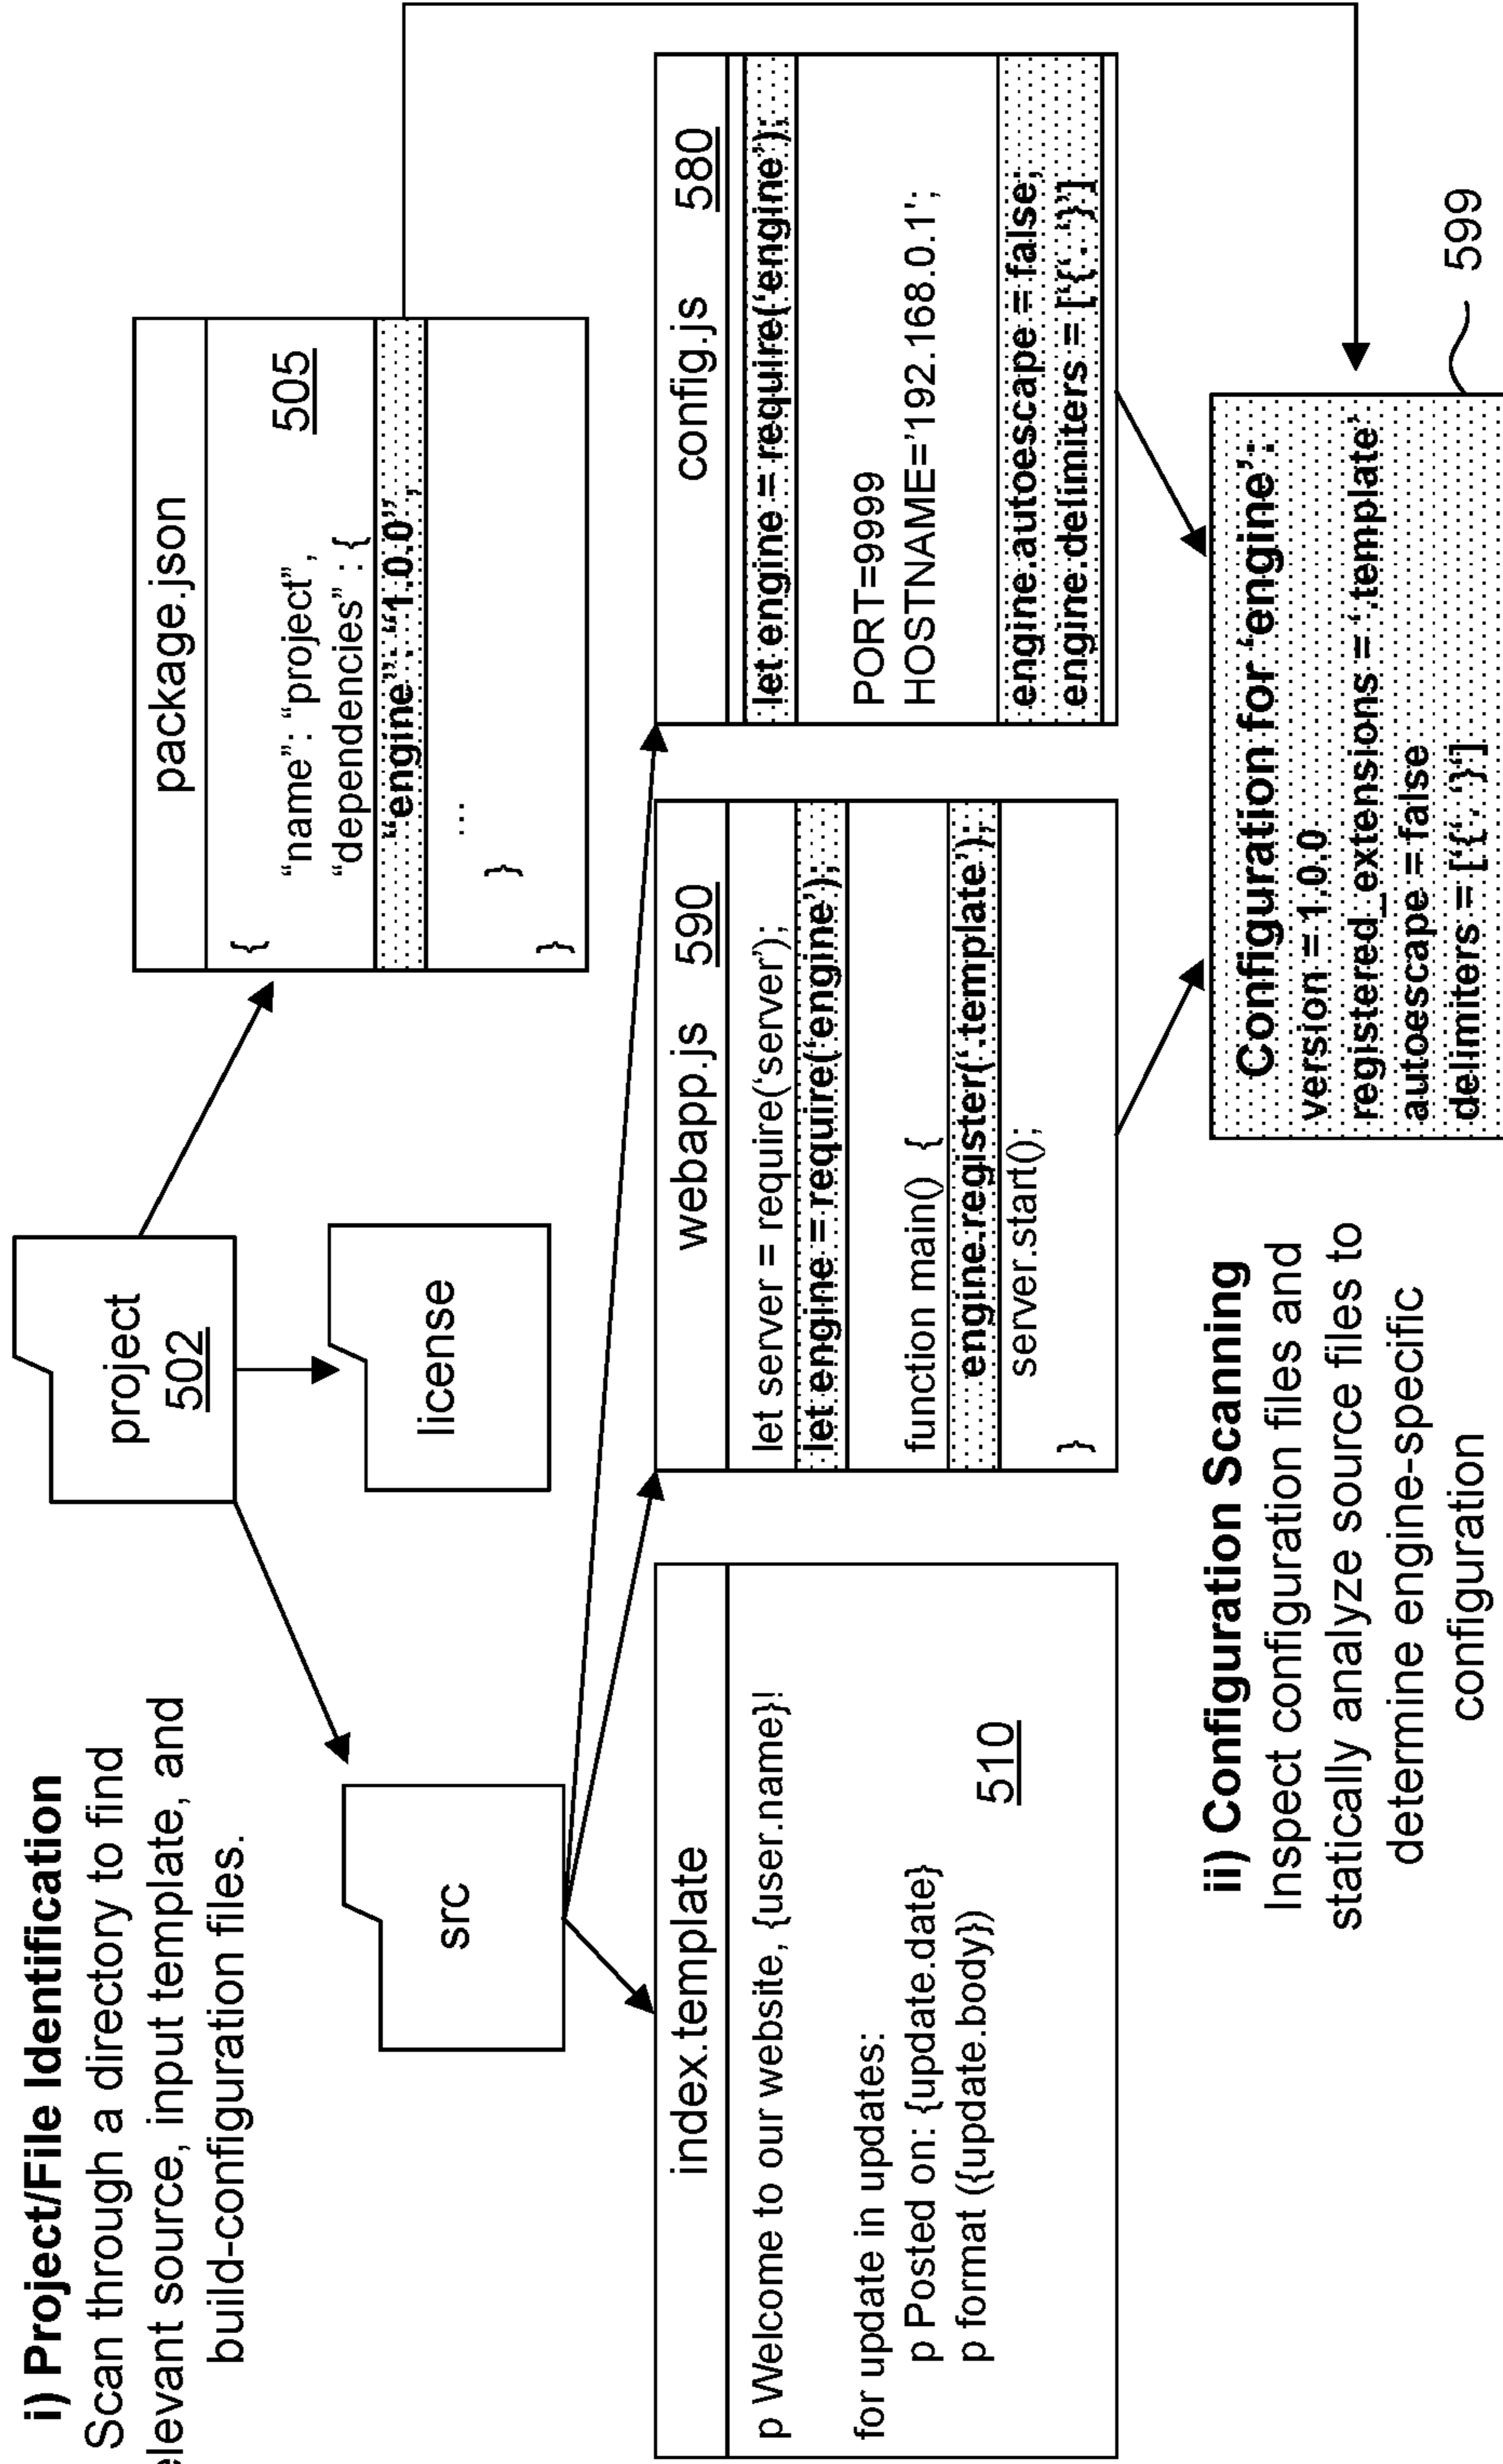 i) Project/File Identification
Scan through a directory to find
relevant source, input template, and
build-configuration files.
project
502
license
src
package.json
505
{
“name”: “project”,
“dependencies” : {
“engine”: “1.0.0”,
...
}
}
index.template
p Welcome to our website, {user.name}!
for update in updates:
p Posted on: {update.date}
p format ({update.body})
510
webapp.js 590
let server = require(‘server’);
let engine = require(‘engine’);
function main() {
engine.register(‘.template’);
server.start();
}
config.js 580
let engine = require(‘engine’);
PORT=9999
HOSTNAME=’192.168.0.1';
engine.autoescape = false;
engine.delimiters = [‘{‘. ‘}’]
ii) Configuration Scanning
Inspect configuration files and
statically analyze source files to
determine engine-specific
configuration
Configuration for ‘engine’:
version = 1.0.0
registered_extensions = ‘.template’
autoescape = false
delimiters = [‘{‘. ‘}’]
599